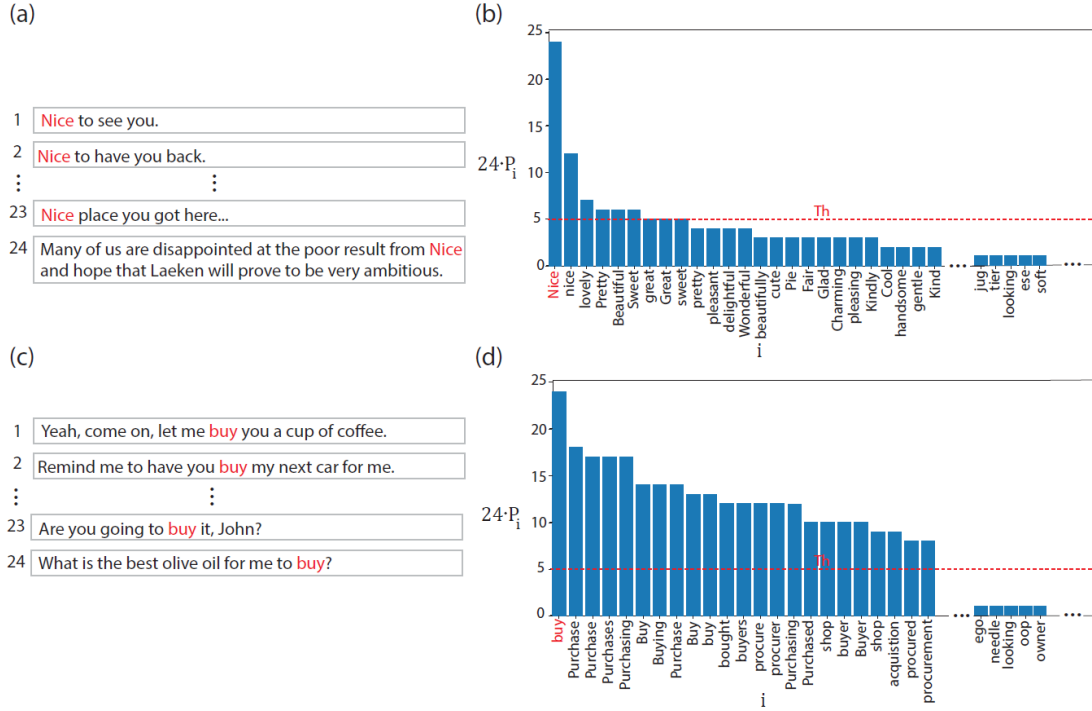 (a)
1 Nice to see you.
2 Nice to have you back.
⋮ ⋮
23 Nice place you got here...
24 Many of us are disappointed at the poor result from Nice
and hope that Laeken will prove to be very ambitious.
(b)
25
20
15
10
5
0
24·P_i
Th
Nice
nice
lovely
Pretty
Beautiful
Sweet
great
Great
sweet
pretty
pleasant
delightful
Wonderful
beautifully
cute
Pie
Fair
Glad
Charming
pleasing
Kindly
Cool
handsome
gentle
Kind
...
jug
tier
looking
ese
soft
...
i
(c)
1 Yeah, come on, let me buy you a cup of coffee.
2 Remind me to have you buy my next car for me.
⋮ ⋮
23 Are you going to buy it, John?
24 What is the best olive oil for me to buy?
(d)
25
20
15
10
5
0
24·P_i
Th
buy
Purchase
Purchase
Purchases
Purchasing
Buy
Buying
Purchase
Buy
buy
bought
buyers
procure
procurer
Purchasing
Purchased
shop
buyer
Buyer
shop
acquistion
procured
procurement
...
ego
needle
looking
oop
owner
...
i